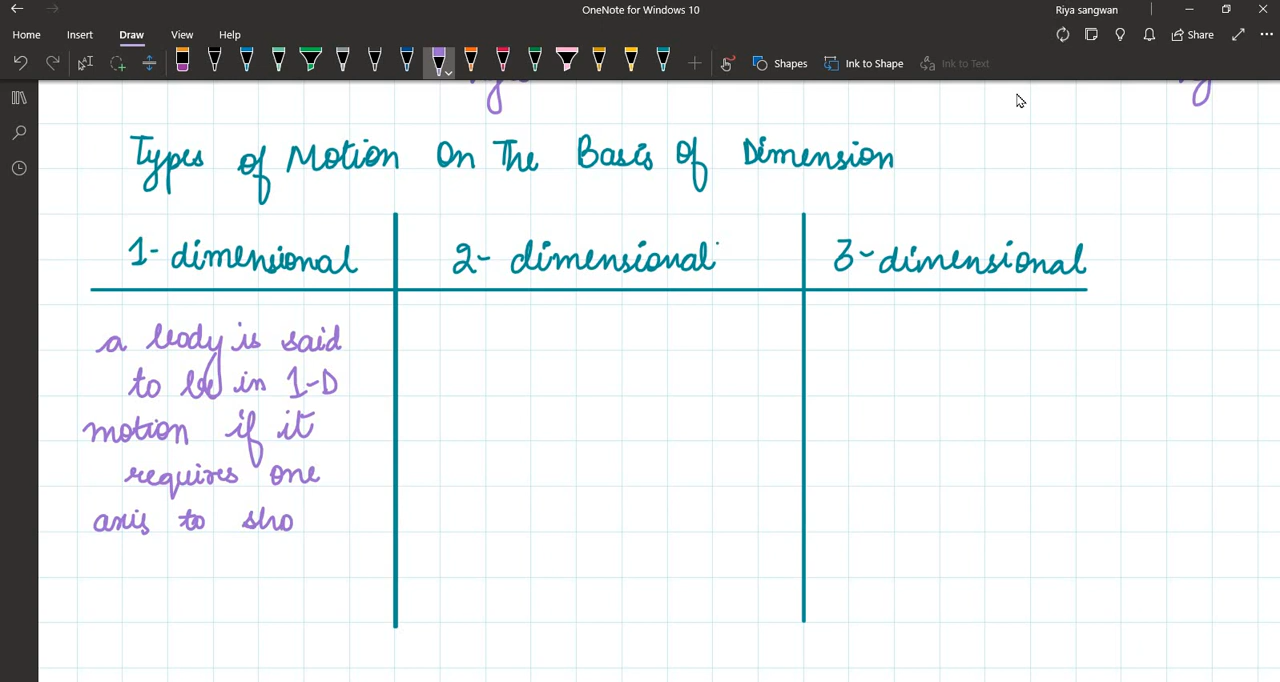 OneNote for Windows 10
Riya sangwan
Home Insert Draw View Help
Share
Shapes Ink to Shape Ink to Text
Types of Motion On The Basis Of Dimension
1- dimensional 2- dimensional 3-dimensional
a body is said
to be in 1-D
motion if it
requires one
axis to sho